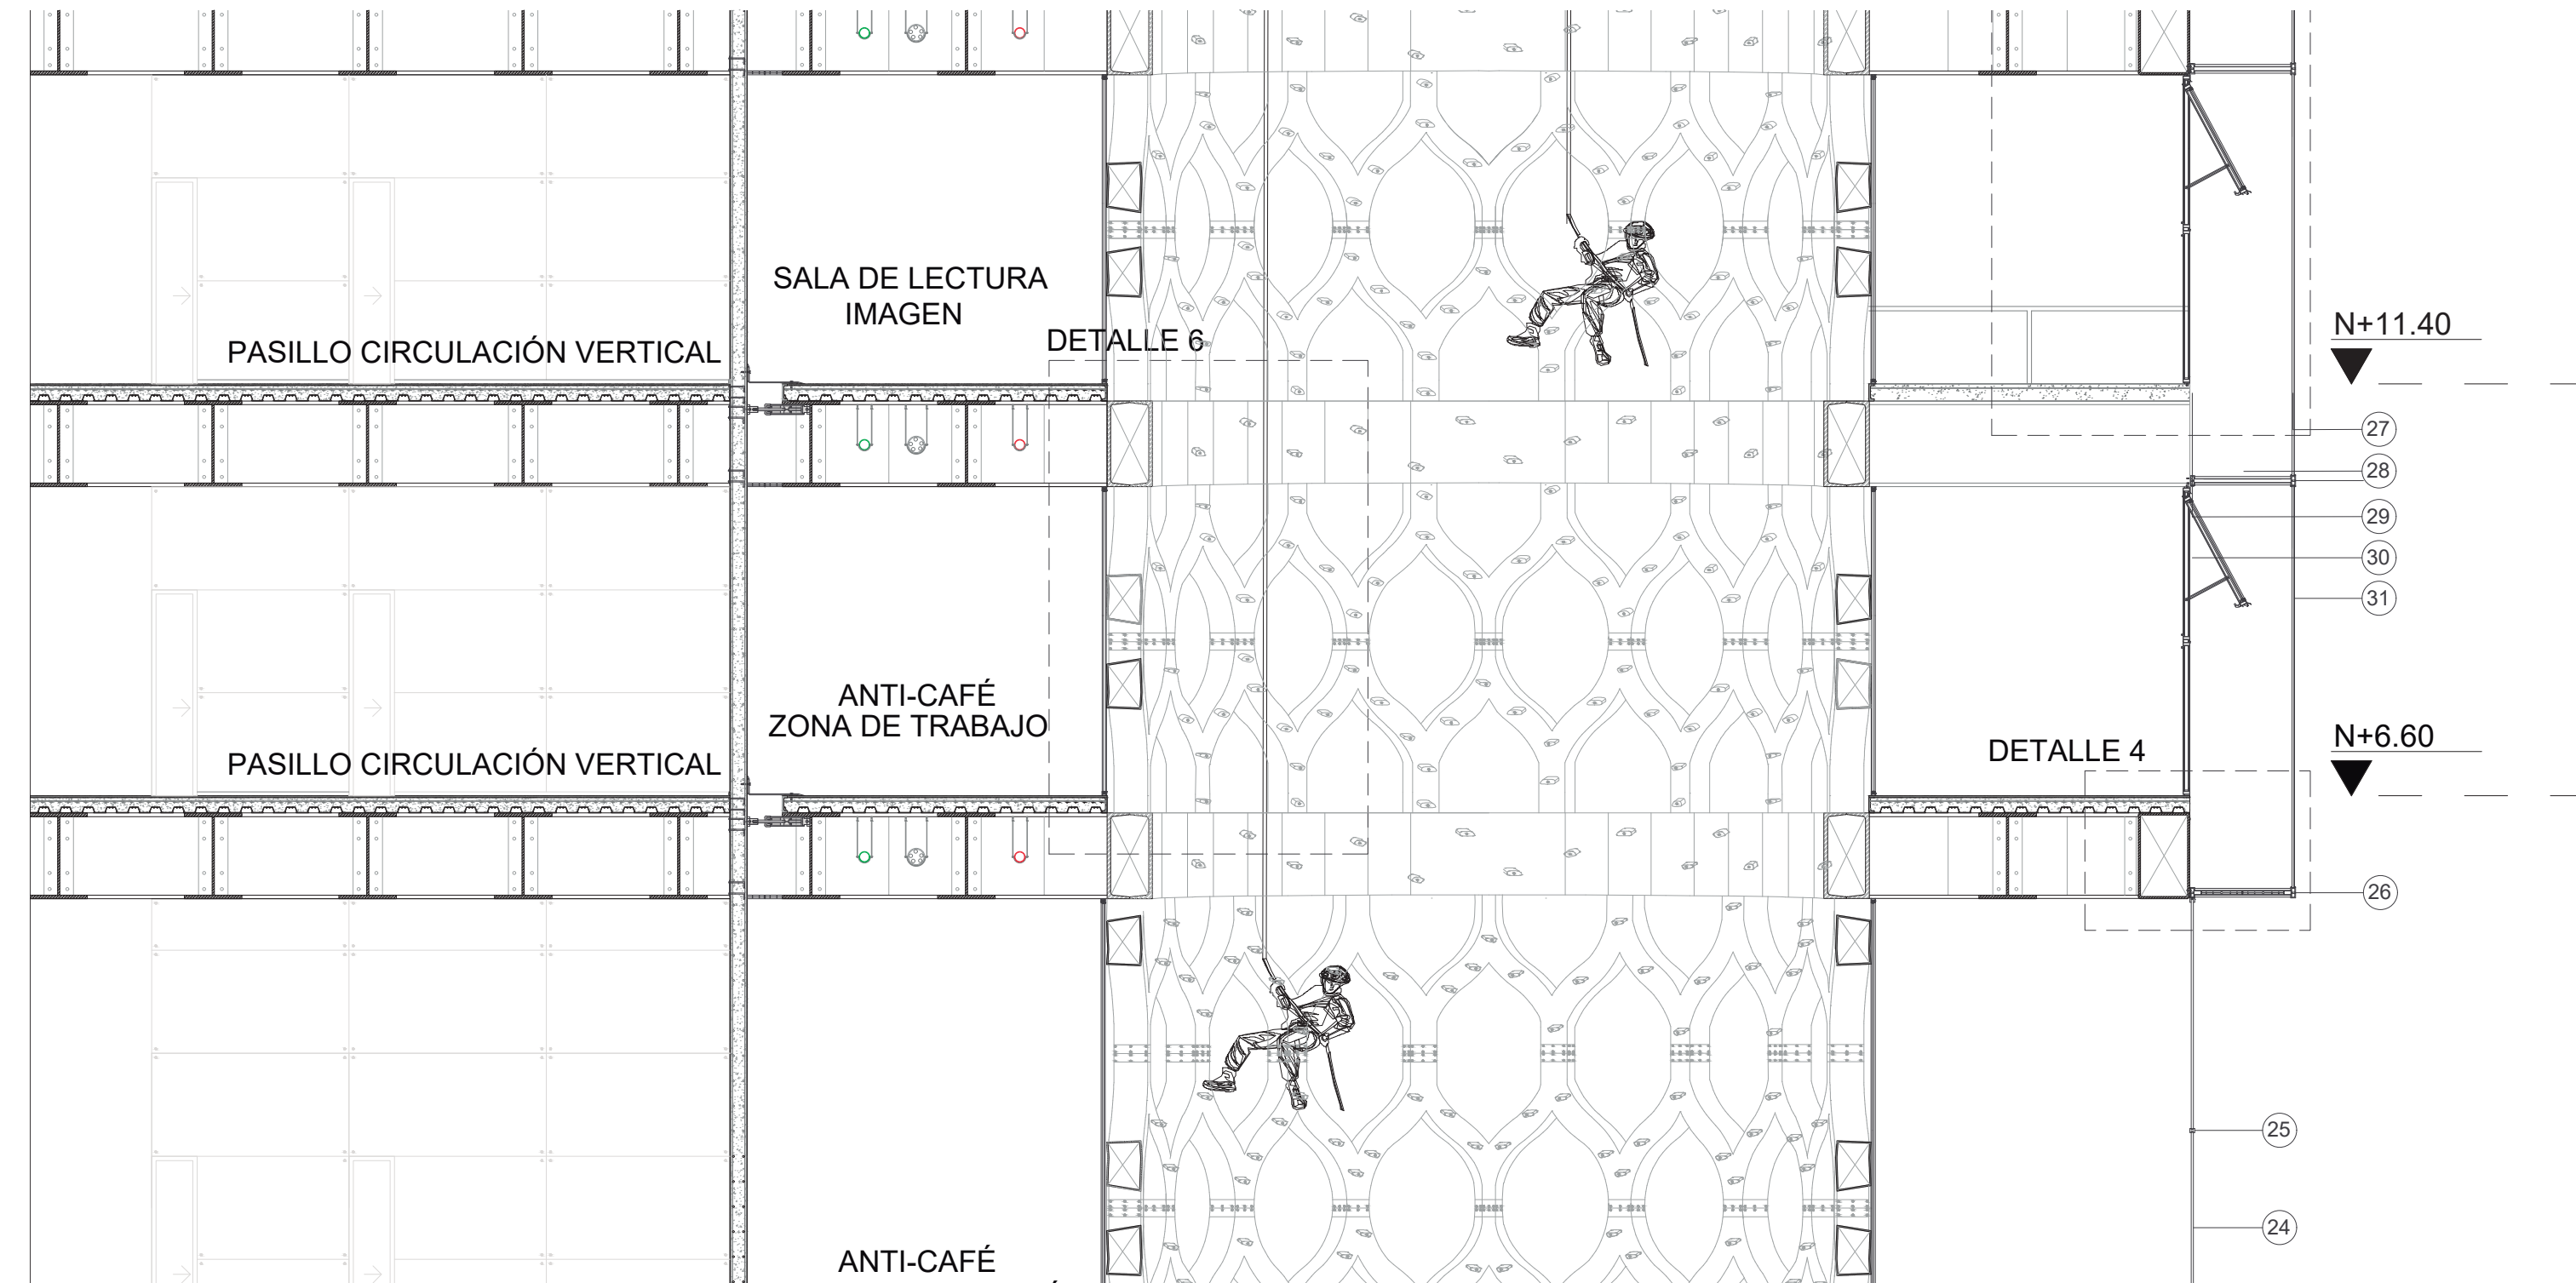 SALA DE LECTURA
IMAGEN
DETALLE 6
PASILLO CIRCULACIÓN VERTICAL
N+11.40
27
28
29
30
31
ANTI-CAFÉ
ZONA DE TRABAJO
PASILLO CIRCULACIÓN VERTICAL
DETALLE 4
N+6.60
26
25
24
ANTI-CAFÉ